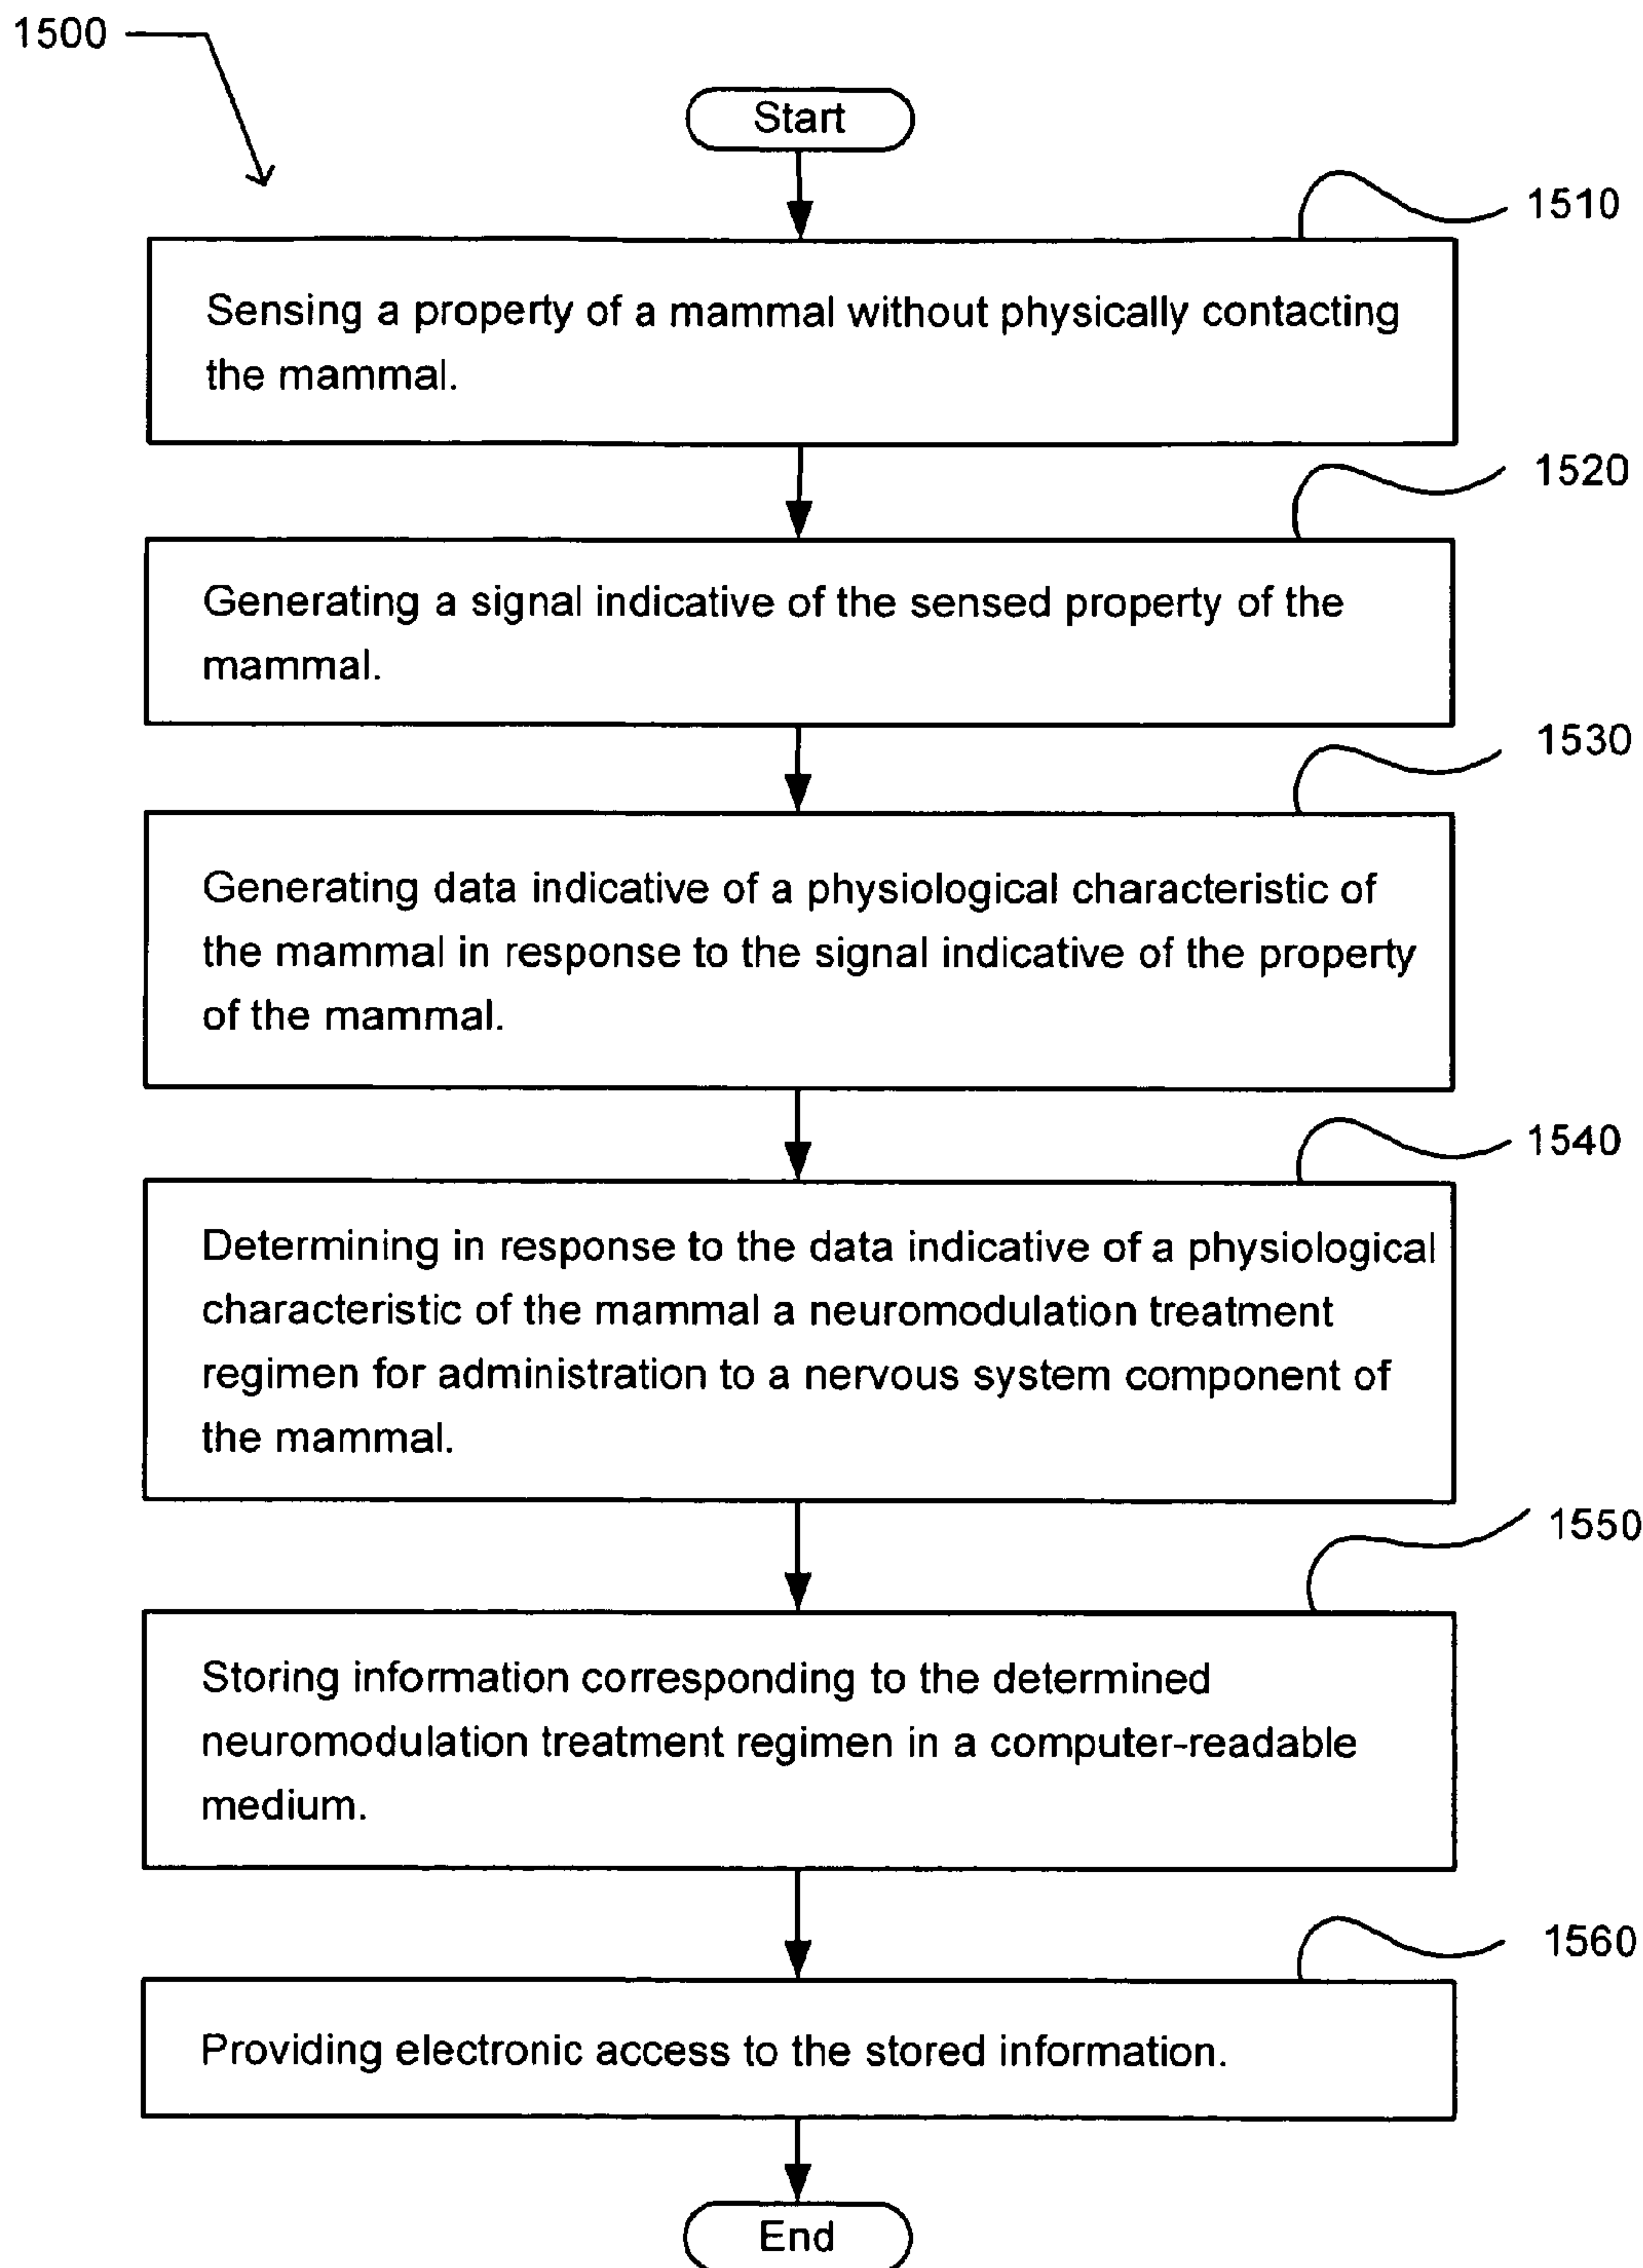 1500
Start
1510
Sensing a property of a mammal without physically contacting
the mammal.
1520
Generating a signal indicative of the sensed property of the
mammal.
1530
Generating data indicative of a physiological characteristic of
the mammal in response to the signal indicative of the property
of the mammal.
1540
Determining in response to the data indicative of a physiological
characteristic of the mammal a neuromodulation treatment
regimen for administration to a nervous system component of
the mammal.
1550
Storing information corresponding to the determined
neuromodulation treatment regimen in a computer-readable
medium.
1560
Providing electronic access to the stored information.
End